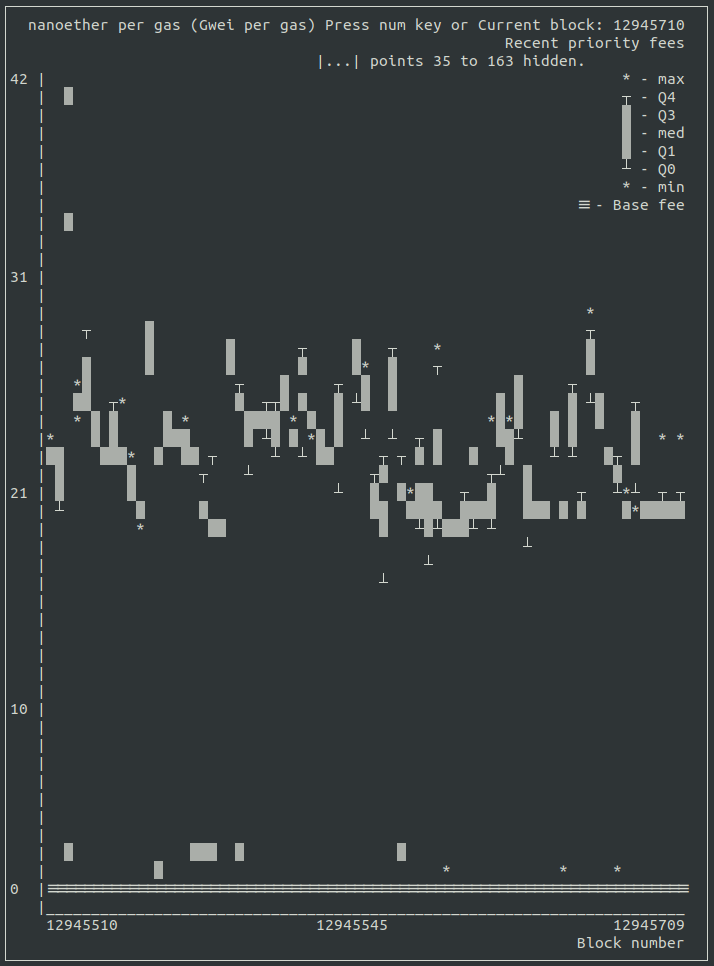 nanoether per gas (Gwei per gas) Press num key or Current block: 12945710
Recent priority fees
|...| points 35 to 163 hidden.
42
* - max
- Q4
- Q3
- med
- Q1
- Q0
* - min
≡ - Base fee
31
21
10
0
12945510 12945545 12945709
Block number